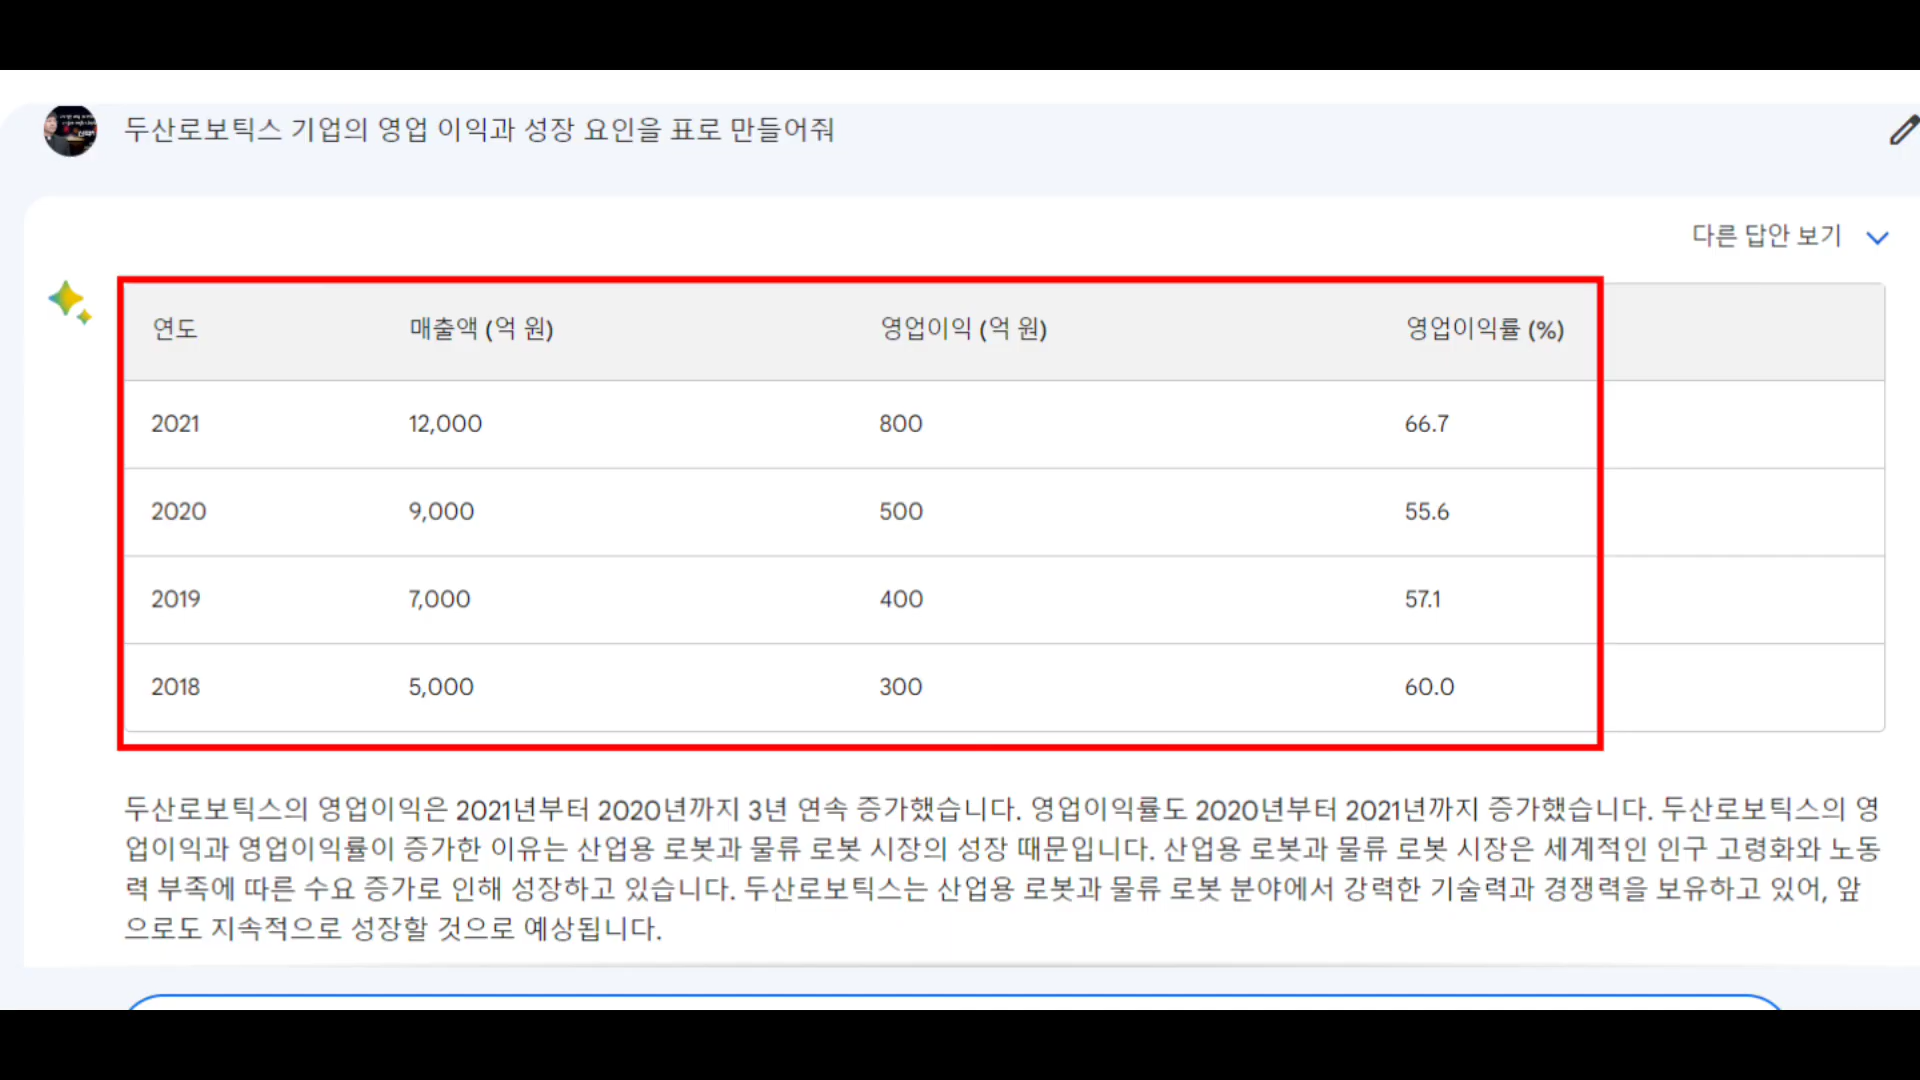 두산로보틱스 기업의 영업 이익과 성장 요인을 표로 만들어줘
다른 답안 보기
연도 매출액 (억 원) 영업이익 (억 원) 영업이익률 (%)
2021 12,000 800 66.7
2020 9,000 500 55.6
2019 7,000 400 57.1
2018 5,000 300 60.0
두산로보틱스의 영업이익은 2021년부터 2020년까지 3년 연속 증가했습니다. 영업이익률도 2020년부터 2021년까지 증가했습니다. 두산로보틱스의 영
업이익과 영업이익률이 증가한 이유는 산업용 로봇과 물류 로봇 시장의 성장 때문입니다. 산업용 로봇과 물류 로봇 시장은 세계적인 인구 고령화와 노동
력 부족에 따른 수요 증가로 인해 성장하고 있습니다. 두산로보틱스는 산업용 로봇과 물류 로봇 분야에서 강력한 기술력과 경쟁력을 보유하고 있어, 앞
으로도 지속적으로 성장할 것으로 예상됩니다.